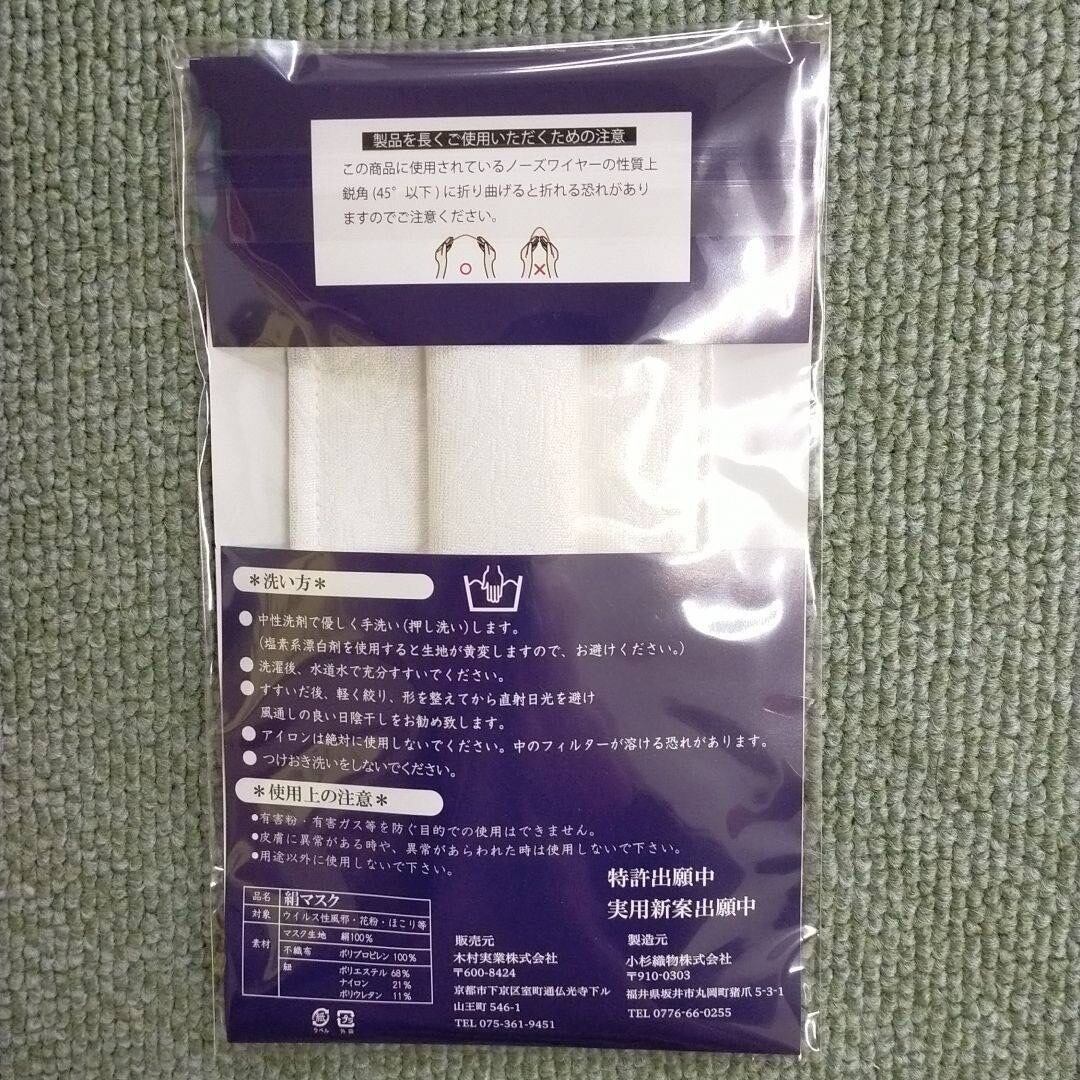 製品を長くご使用いただくための注意
この商品に使用されているノーズワイヤーの性質上
鋭角(45°以下)に折り曲げると折れる恐れがあり
ますのでご注意ください。
*洗い方*
●中性洗剤で優しく手洗い(押し洗い)します。
(塩素系漂白剤を使用すると生地が黄変しますので、お避けください。)
●洗濯後、水道水で充分すすいでください。
●すすいだ後、軽く絞り、形を整えてから直射日光を避け
風通しの良い日陰干しをお勧め致します。
●アイロンは絶対に使用しないでください。中のフィルターが溶ける恐れがあります。
●つけおき洗いをしないでください。
*使用上の注意*
●有害粉・有害ガス等を防ぐ目的での使用はできません。
●皮膚に異常がある時や、異常があらわれた時は使用しないで下さい。
●用途以外に使用しないで下さい。
特許出願中
実用新案出願中
品名 絹マスク
対象 ウイルス性風邪・花粉・ほこり等
素材 マスク生地 絹100%
不織布 ポリプロピレン 100%
紐 ポリエステル 68%
ナイロン 21%
ポリウレタン 11%
紙 ラベル
プラ 外袋
販売元
木村実業株式会社
〒600-8424
京都市下京区室町通仏光寺下ル
山王町 546-1
TEL 075-361-9451
製造元
小杉織物株式会社
〒910-0303
福井県坂井市丸岡町猪爪 5-3-1
TEL 0776-66-0255